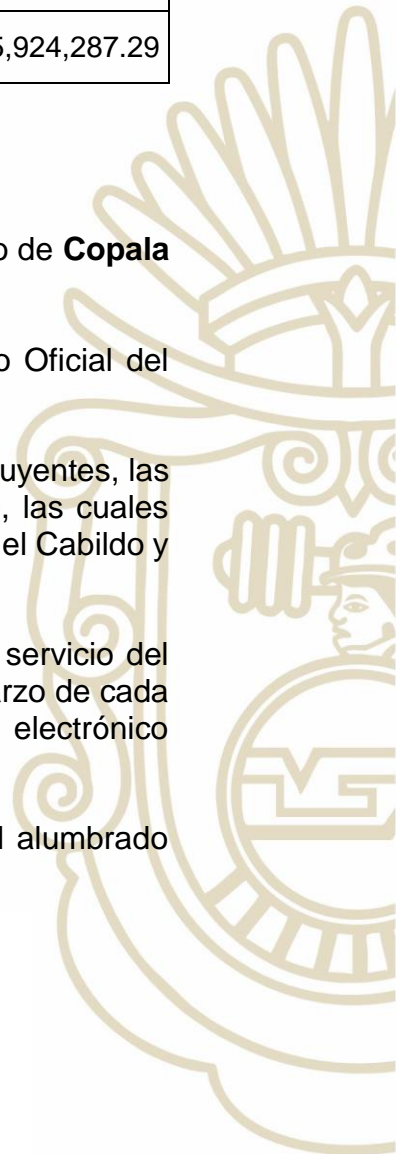 5,924,287.29
o de Copala
o Oficial del
uyentes, las
, las cuales
el Cabildo y
servicio del
arzo de cada
electrónico
l alumbrado